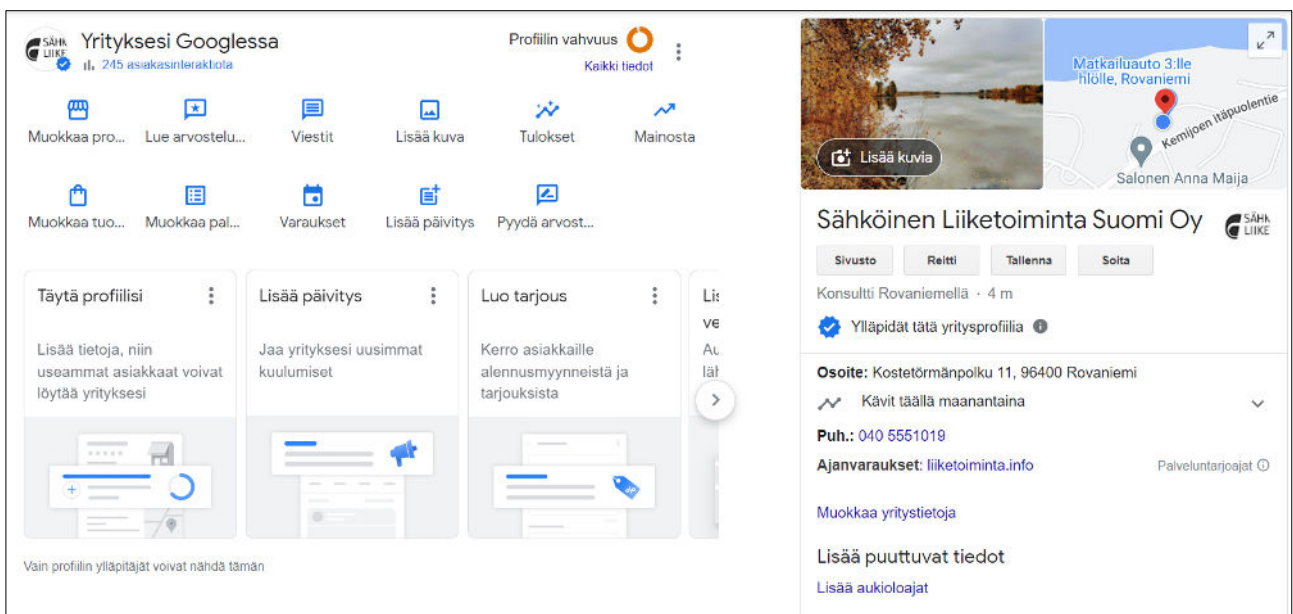 SÄHK
LIIKE
Yrityksesi Googlessa
245 asiakasinteraktiota
Profiilin vahvuus
Kaikki tiedot
Muokkaa pro...
Lue arvostelu...
Viestit
Lisää kuva
Tulokset
Mainosta
Muokkaa tuo...
Muokkaa pal...
Varaukset
Lisää päivitys
Pyydä arvost...
Täytä profiilisi
Lisää tietoja, niin
useammat asiakkaat voivat
löytää yrityksesi
Lisää päivitys
Jaa yrityksesi uusimmat
kuulumiset
Luo tarjous
Kerro asiakkaille
alennusmyynneistä ja
tarjouksista
Vain profiilin ylläpitäjät voivat nähdä tämän
Lisää kuvia
Matkailuauto 3:lle
hlölle, Rovaniemi
Kemijoen itäpuolentie
Salonen Anna Maija
Sähköinen Liiketoiminta Suomi Oy
SÄHK
LIIKE
Sivusto
Reitti
Tallenna
Soita
Konsultti Rovaniemellä · 4 m
Ylläpidät tätä yritysprofiilia
Osoite: Kostetörmänpolku 11, 96400 Rovaniemi
Kävit täällä maanantaina
Puh.: 040 5551019
Ajanvaraukset: liiketoiminta.info
Palveluntarjoajat
Muokkaa yritystietoja
Lisää puuttuvat tiedot
Lisää aukioloajat